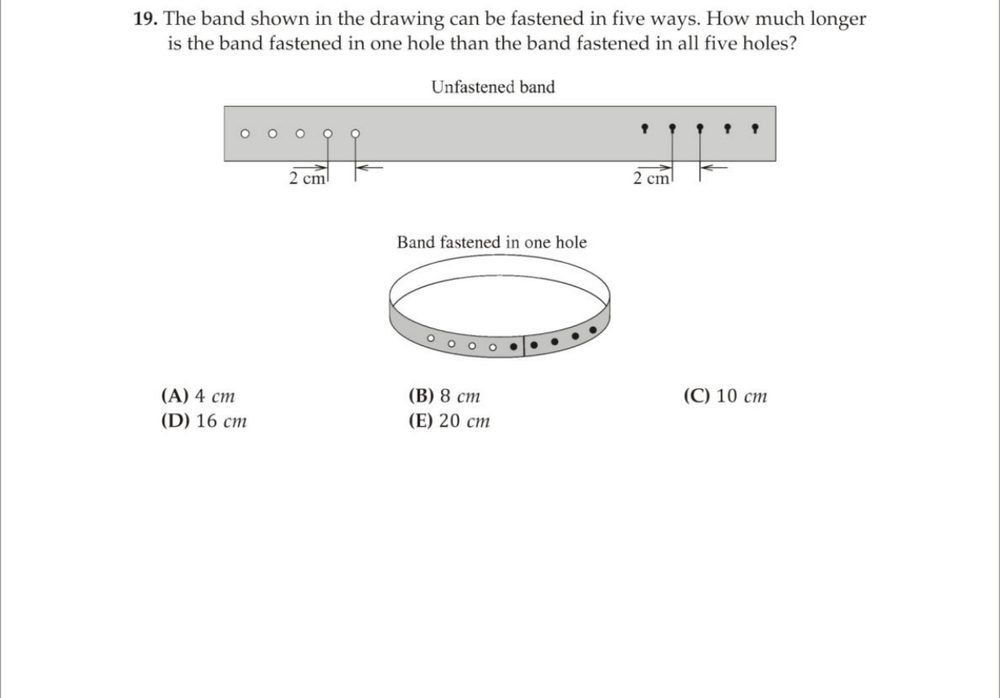 19. The band shown in the drawing can be fastened in five ways. How much longer
is the band fastened in one hole than the band fastened in all five holes?
Unfastened band
2 cm
2 cm
Band fastened in one hole
(A) 4 cm
(B) 8 cm
(C) 10 cm
(D) 16 cm
(E) 20 cm